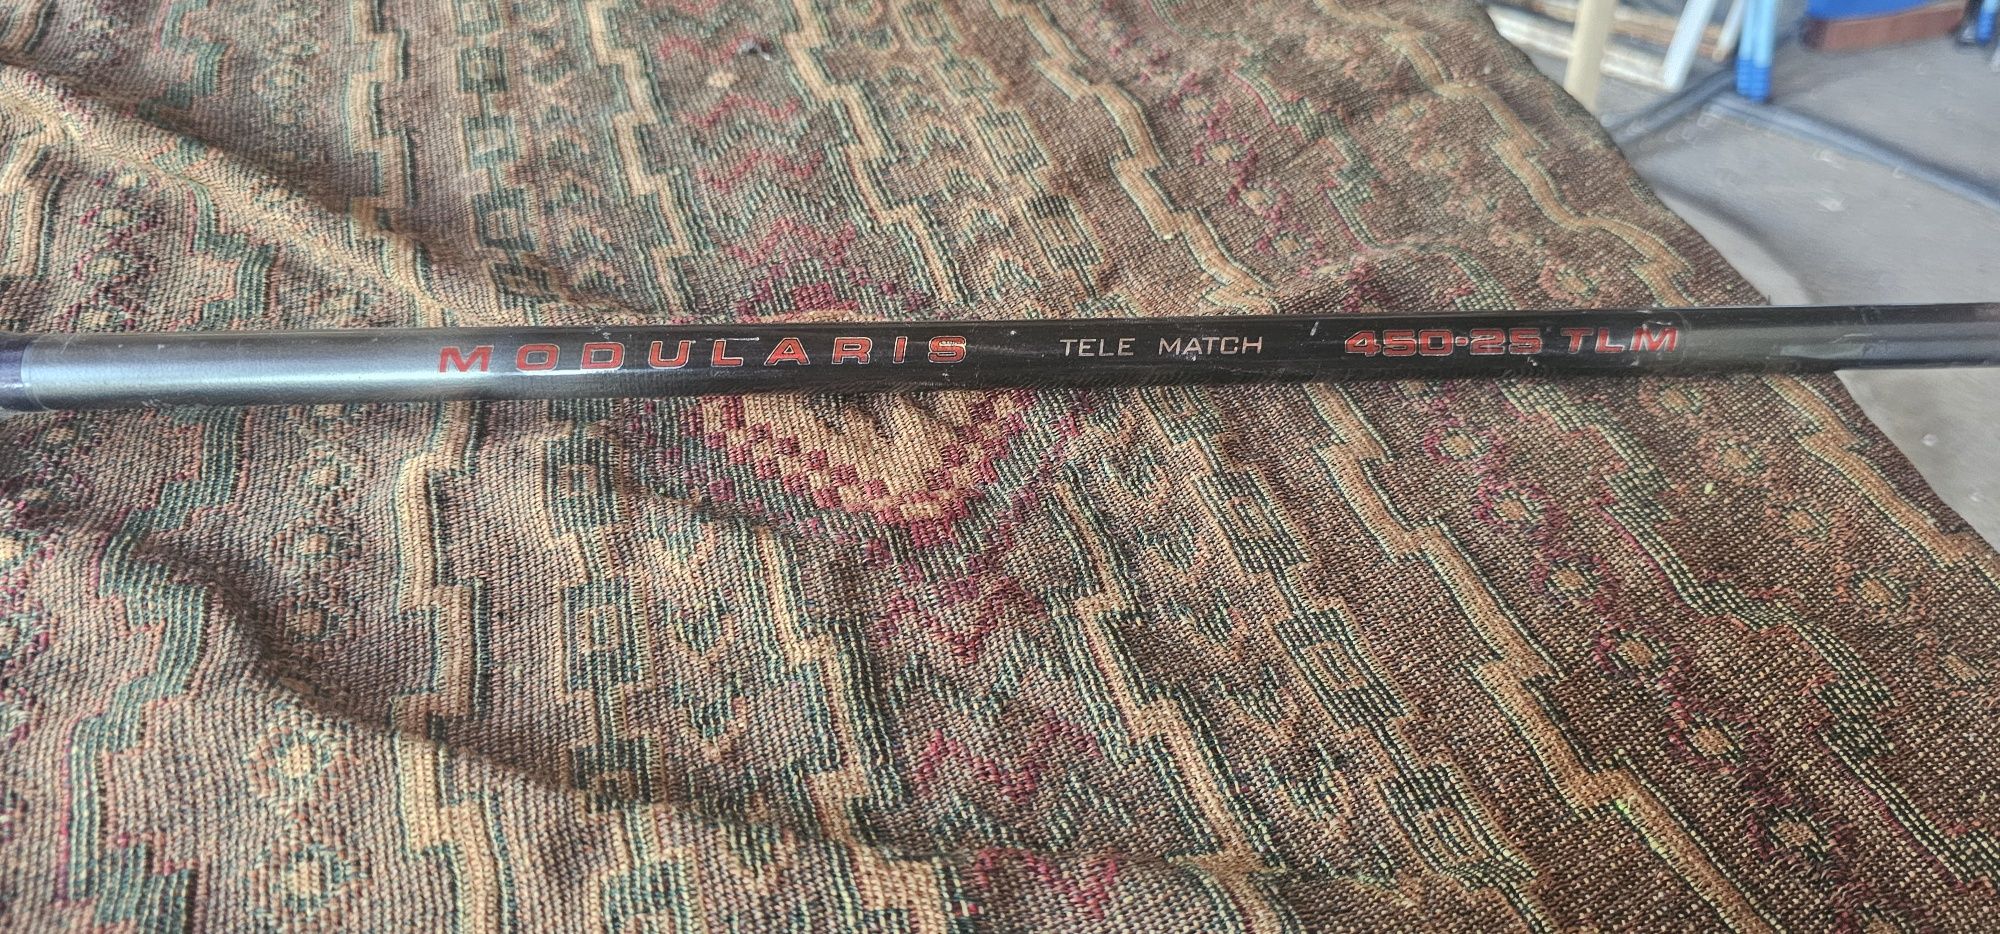 MODULARIS TELE MATCH 450-25 TLM